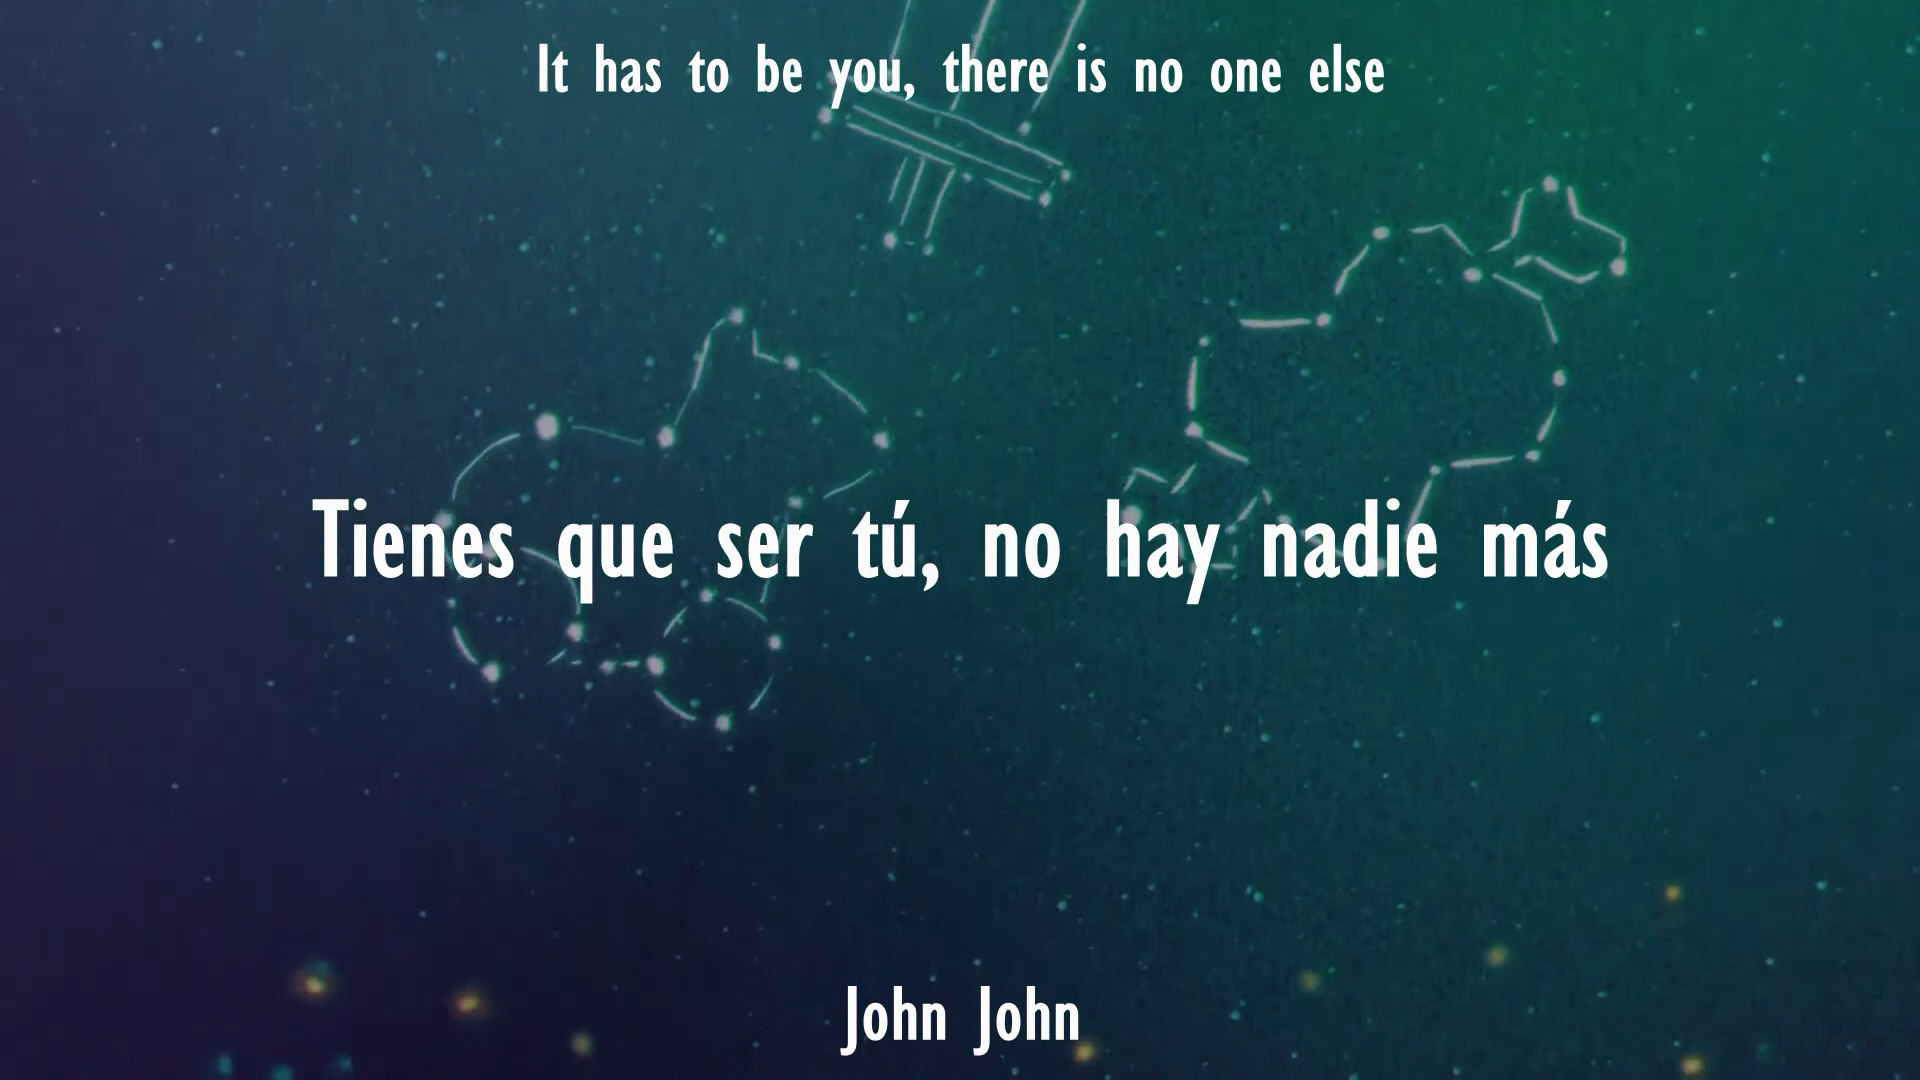 It has to be you, there is no one else
Tienes que ser tú, no hay nadie más
John John